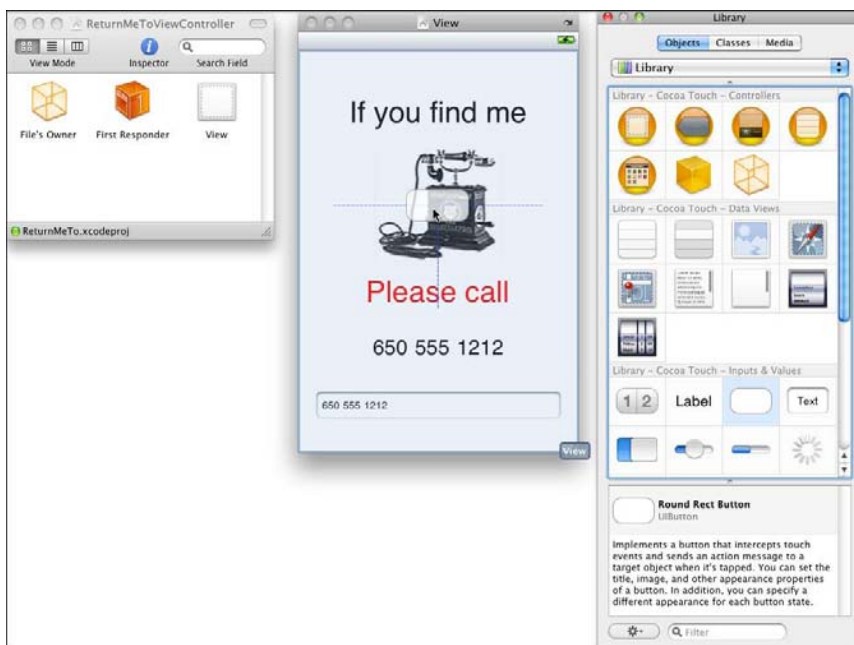 ReturnMeToViewController
View Mode
Inspector
Search Field
File's Owner
First Responder
View
ReturnMeTo.xcodeproj
View
If you find me
Please call
650 555 1212
650 555 1212
View
Library
Objects Classes Media
Library
Library – Cocoa Touch – Controllers
Library – Cocoa Touch – Data Views
Library – Cocoa Touch – Inputs & Values
1 2 Label Text
Round Rect Button
UIButton
Implements a button that intercepts touch
events and sends an action message to a
target object when it's tapped. You can set the
title, image, and other appearance properties
of a button. In addition, you can specify a
different appearance for each button state.
Filter